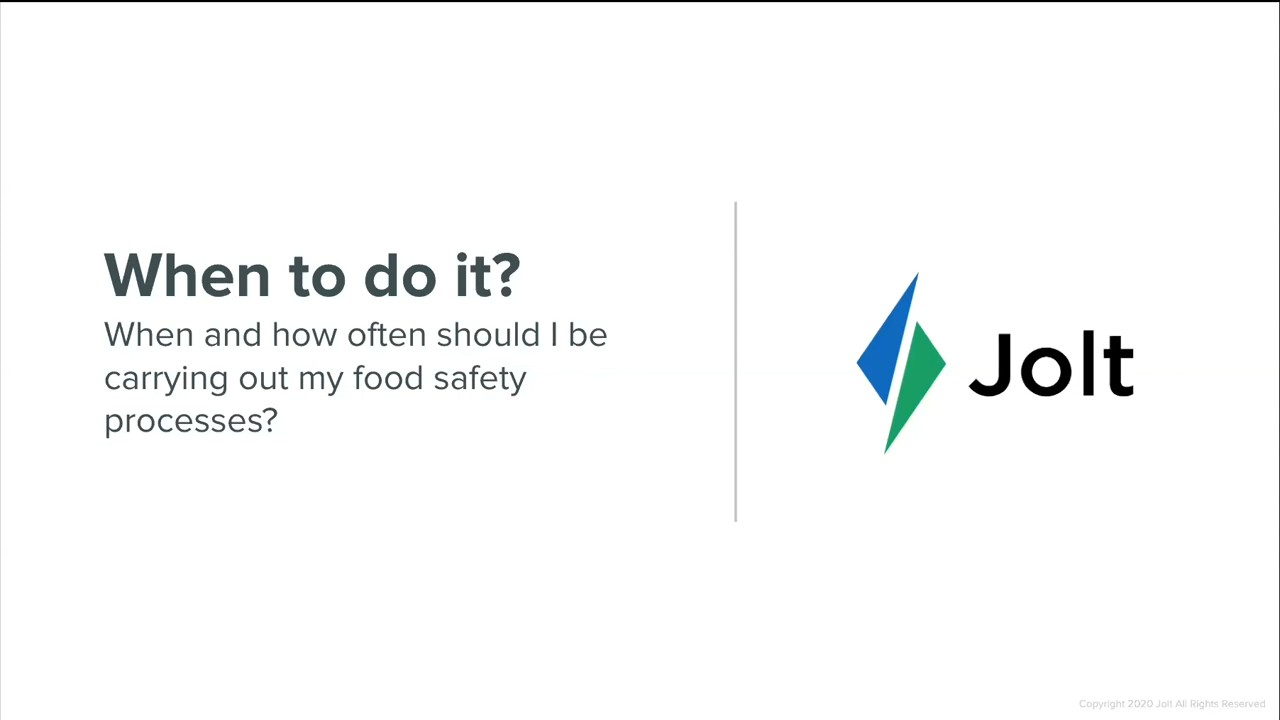 When to do it?
When and how often should I be
carrying out my food safety
processes?
Jolt
Copyright 2020 Jolt All Rights Reserved